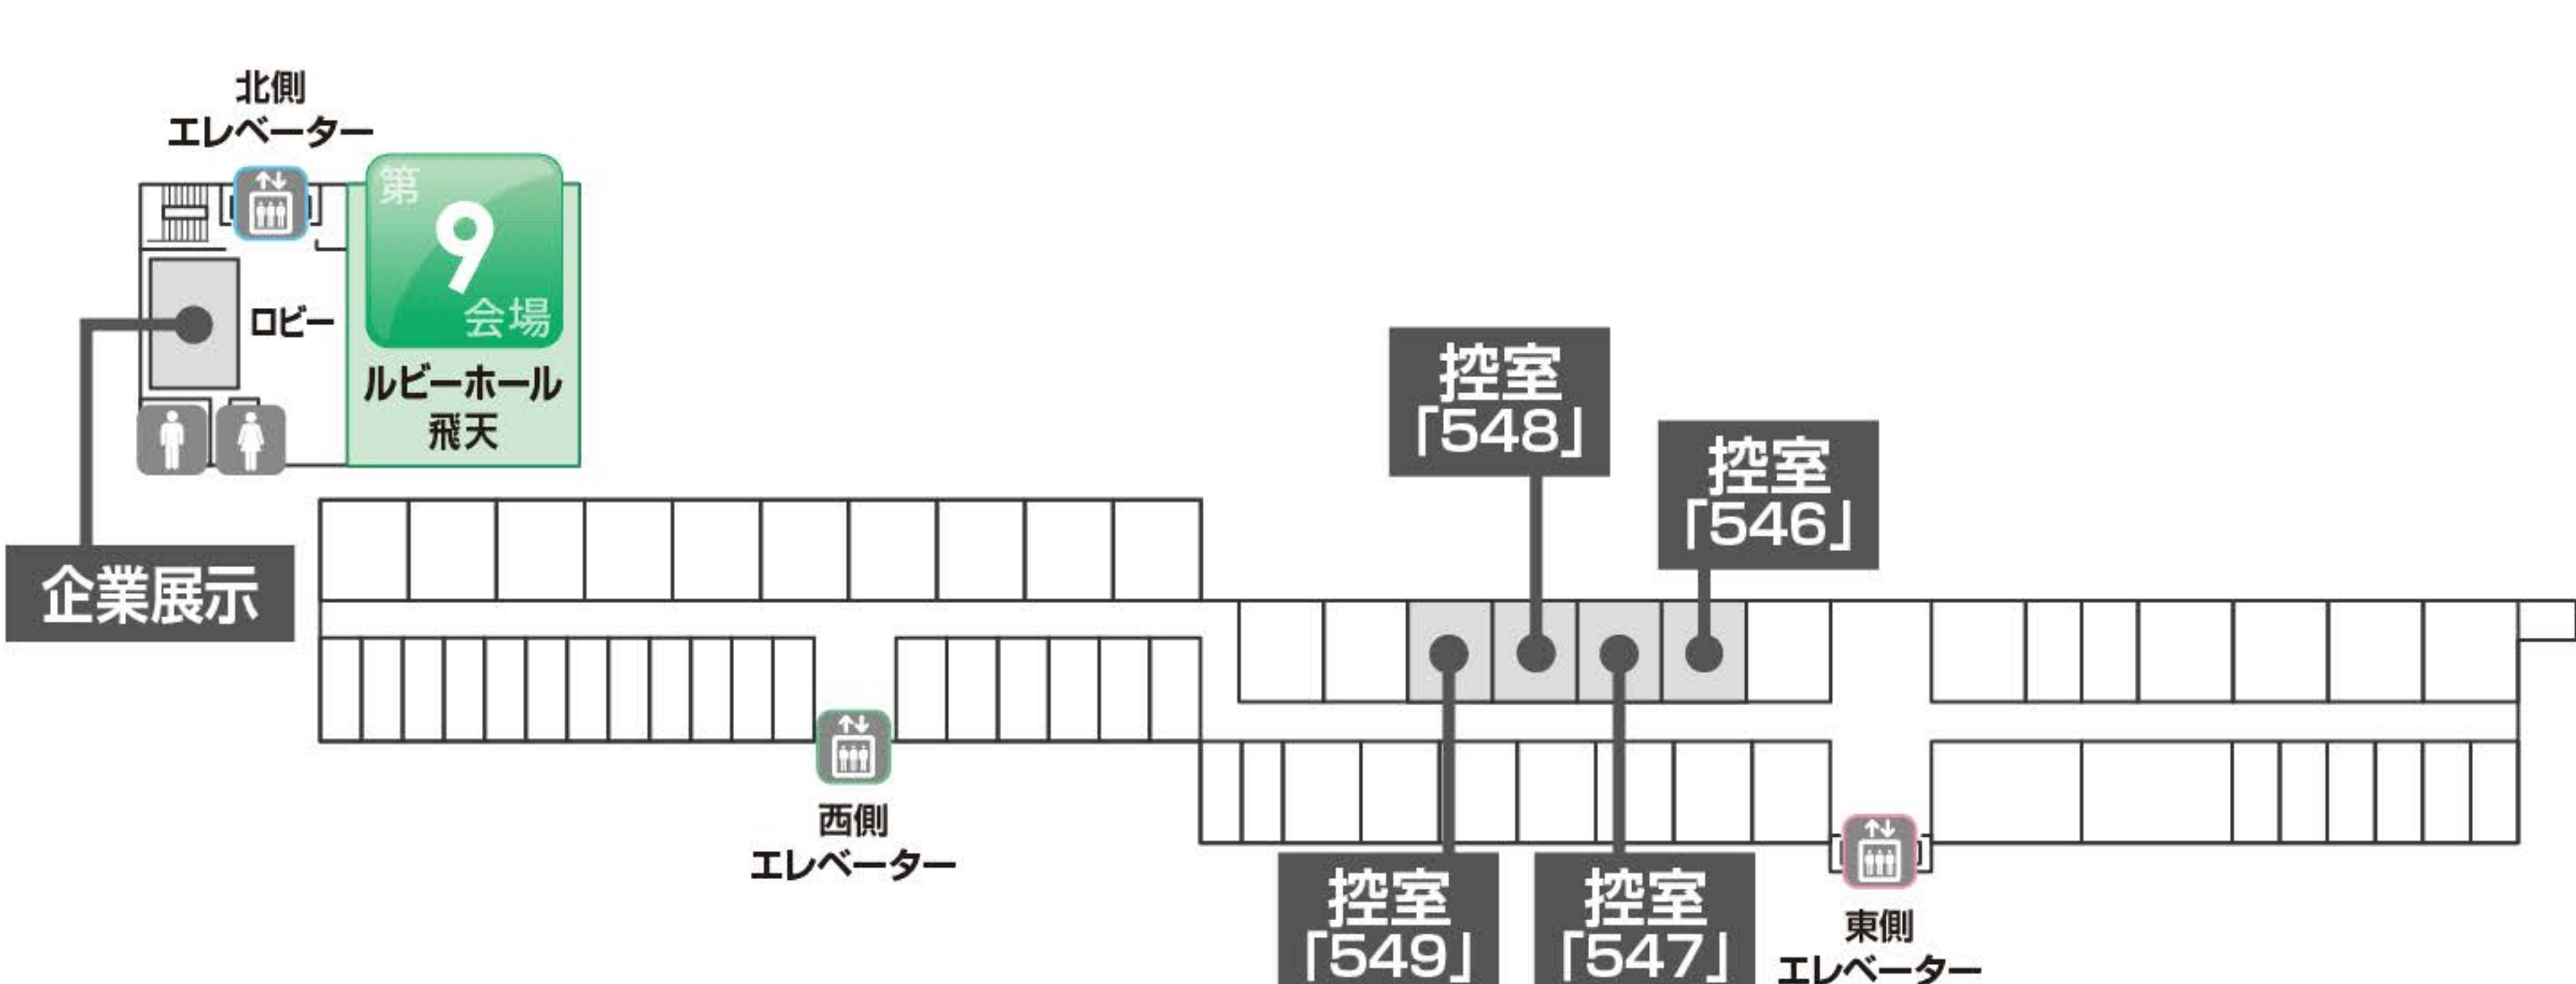 北側
エレベーター
第
9
会場
ルビーホール
飛天
ロビー
企業展示
控室
「548」
控室
「546」
西側
エレベーター
控室
「549」
控室
「547」
東側
エレベーター